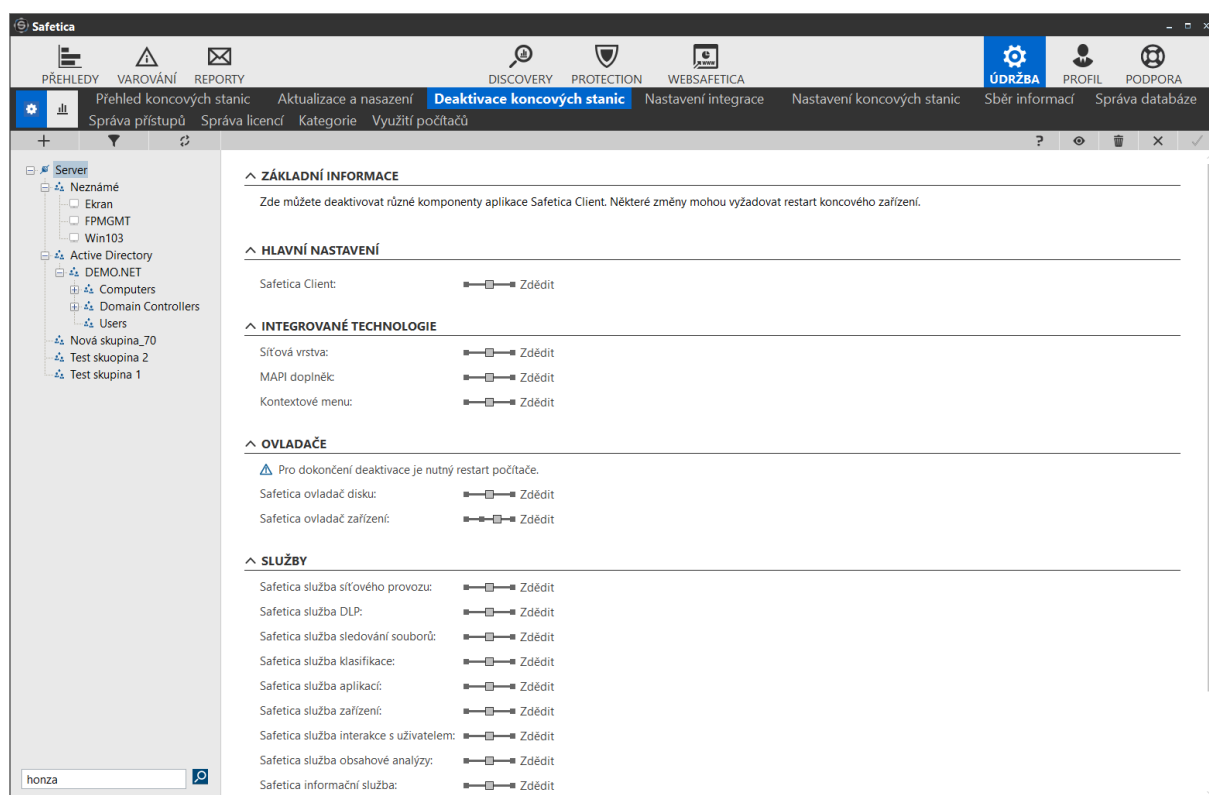 Safetica
PŘEHLEDY VAROVÁNÍ REPORTY DISCOVERY PROTECTION WEBSAFETICA ÚDRŽBA PROFIL PODPORA
Přehled koncových stanic Aktualizace a nasazení Deaktivace koncových stanic Nastavení integrace Nastavení koncových stanic Sběr informací Správa databáze
Správa přístupů Správa licencí Kategorie Využití počítačů
Server
Neznámé
Ekran
FPMGMT
Win103
Active Directory
DEMO.NET
Computers
Domain Controllers
Users
Nová skupina_70
Test skuopina 2
Test skupina 1
honza
ZÁKLADNÍ INFORMACE
Zde můžete deaktivovat různé komponenty aplikace Safetica Client. Některé změny mohou vyžadovat restart koncového zařízení.
HLAVNÍ NASTAVENÍ
Safetica Client: Zdědit
INTEGROVANÉ TECHNOLOGIE
Síťová vrstva: Zdědit
MAPI doplněk: Zdědit
Kontextové menu: Zdědit
OVLADAČE
Pro dokončení deaktivace je nutný restart počítače.
Safetica ovladač disku: Zdědit
Safetica ovladač zařízení: Zdědit
SLUŽBY
Safetica služba síťového provozu: Zdědit
Safetica služba DLP: Zdědit
Safetica služba sledování souborů: Zdědit
Safetica služba klasifikace: Zdědit
Safetica služba aplikací: Zdědit
Safetica služba zařízení: Zdědit
Safetica služba interakce s uživatelem: Zdědit
Safetica služba obsahové analýzy: Zdědit
Safetica informační služba: Zdědit